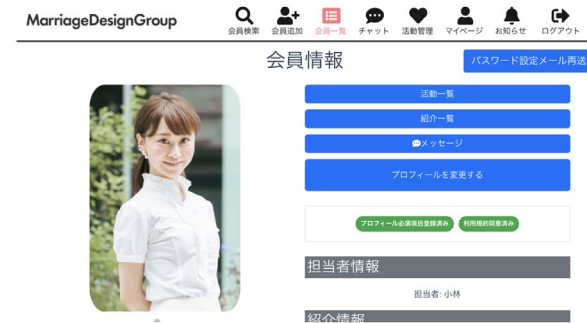 MarriageDesignGroup
会員検索
会員追加
会員一覧
チャット
活動管理
マイページ
お知らせ
ログアウト
会員情報
パスワード設定メール再送
活動一覧
紹介一覧
メッセージ
プロフィールを変更する
プロフィール必須項目登録済み
利用規約同意済み
担当者情報
担当者: 小林
紹介情報